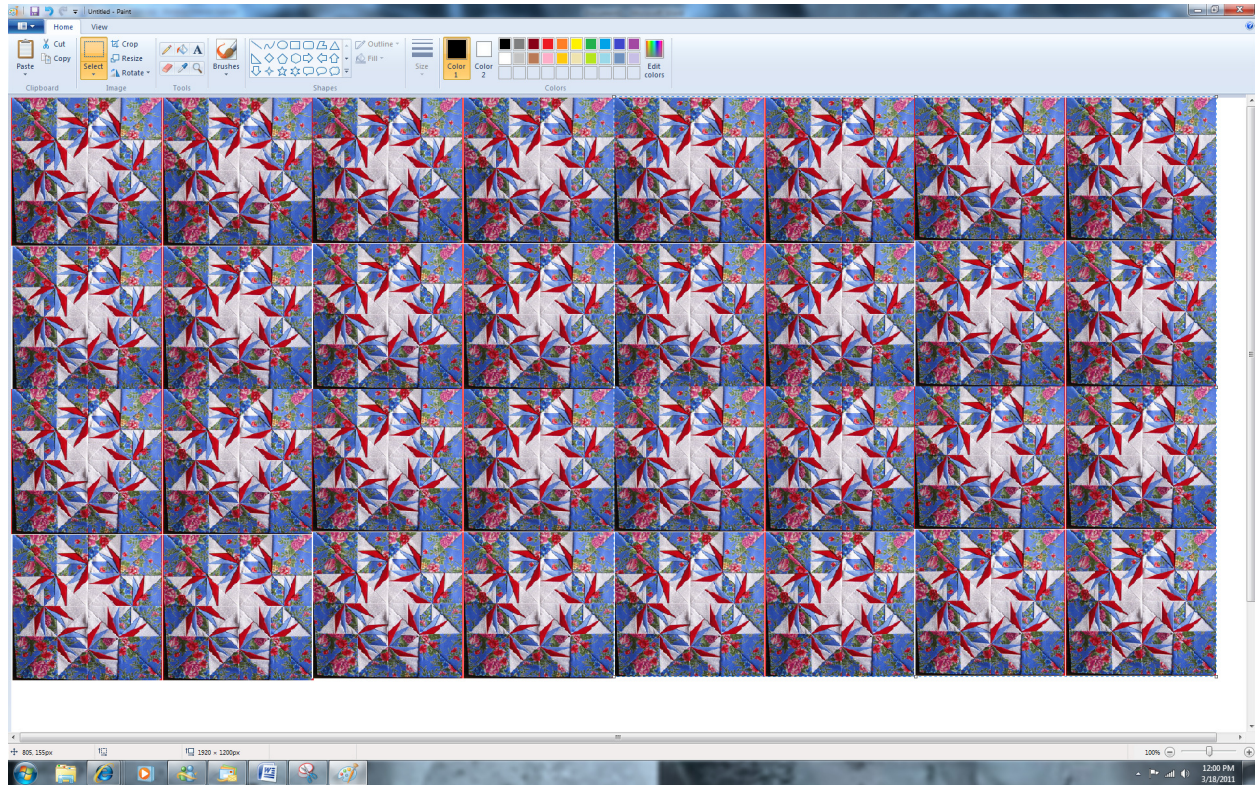 Untitled - Paint
Home View
Paste
Cut
Copy
Select
Crop
Resize
Rotate
A
Brushes
Outline
Fill
Size
Color
1
Color
2
Edit
colors
Clipboard Image Tools Shapes Colors
805, 155px 1920 × 1200px 100%
12:00 PM
3/18/2011